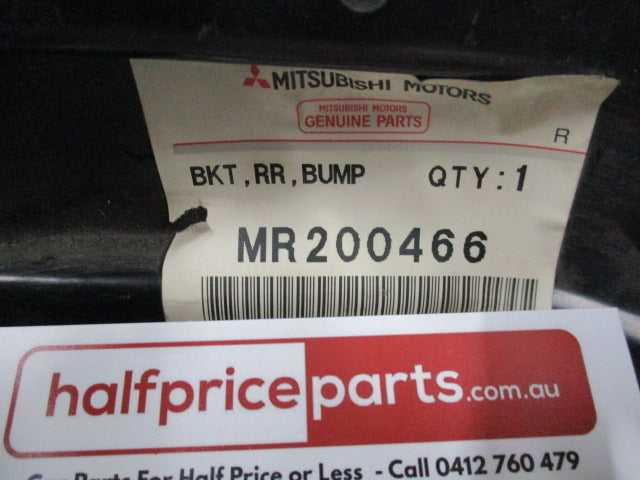 MITSUBISHI MOTORS
MITSUBISHI MOTORS
GENUINE PARTS
R
BKT,RR,BUMP QTY:1
MR200466
halfpriceparts.com.au
Car Parts For Half Price or Less - Call 0412 760 479